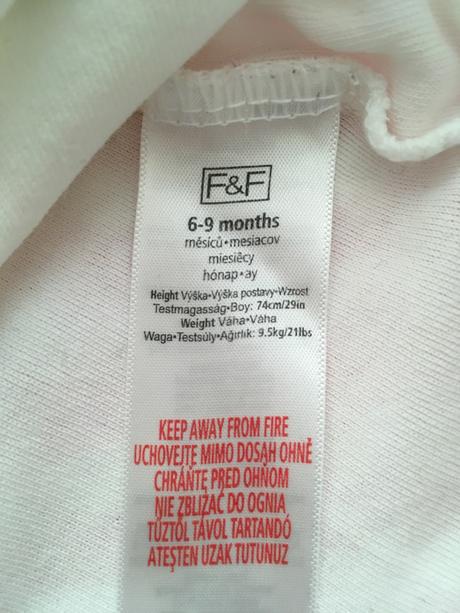 F&F
6-9 months
měsíců•mesiacov
miesięcy
hónap•ay
Height Výška•Výška postavy•Wzrost
Testmagasság•Boy: 74cm/29in
Weight Váha•Váha
Waga•Testsúly•Ağırlık: 9.5kg/21lbs
KEEP AWAY FROM FIRE
UCHOVEJTE MIMO DOSAH OHNĚ
CHRÁŇTE PRED OHŇOM
NIE ZBLIŻAĆ DO OGNIA
TŰZTŐL TÁVOL TARTANDÓ
ATEŞTEN UZAK TUTUNUZ